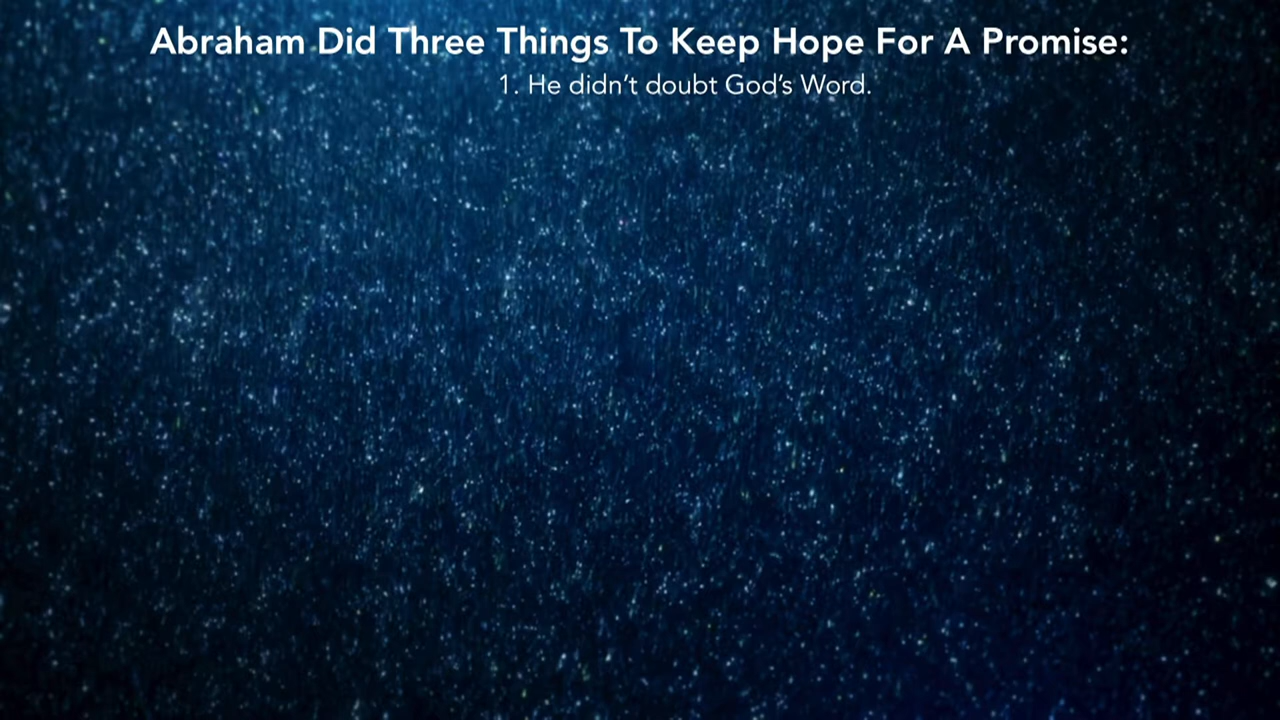 Abraham Did Three Things To Keep Hope For A Promise:
1. He didn’t doubt God’s Word.